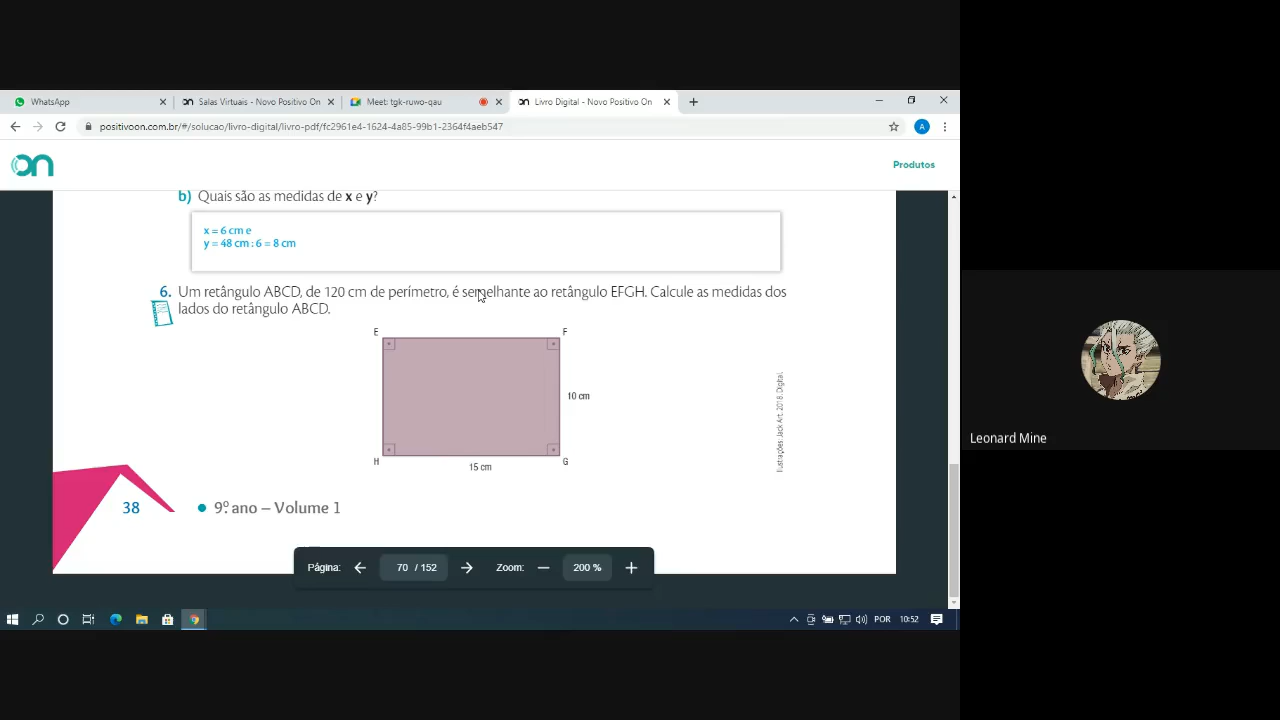 WhatsApp
Salas Virtuais - Novo Positivo On
Meet: tgk-ruwo-qau
Livro Digital - Novo Positivo On
positivoon.com.br/#/solucao/livro-digital/livro-pdf/fc2961e4-1624-4a85-99b1-2364f4aeb547
A
on
Produtos
b) Quais são as medidas de x e y?
x = 6 cm e
y = 48 cm : 6 = 8 cm
6. Um retângulo ABCD, de 120 cm de perímetro, é semelhante ao retângulo EFGH. Calcule as medidas dos
lados do retângulo ABCD.
E
F
10 cm
H
G
15 cm
Ilustrações: Jack Art. 2018. Digital.
38
9º. ano – Volume 1
Página: 70 / 152 Zoom: 200 %
POR 10:52
Leonard Mine